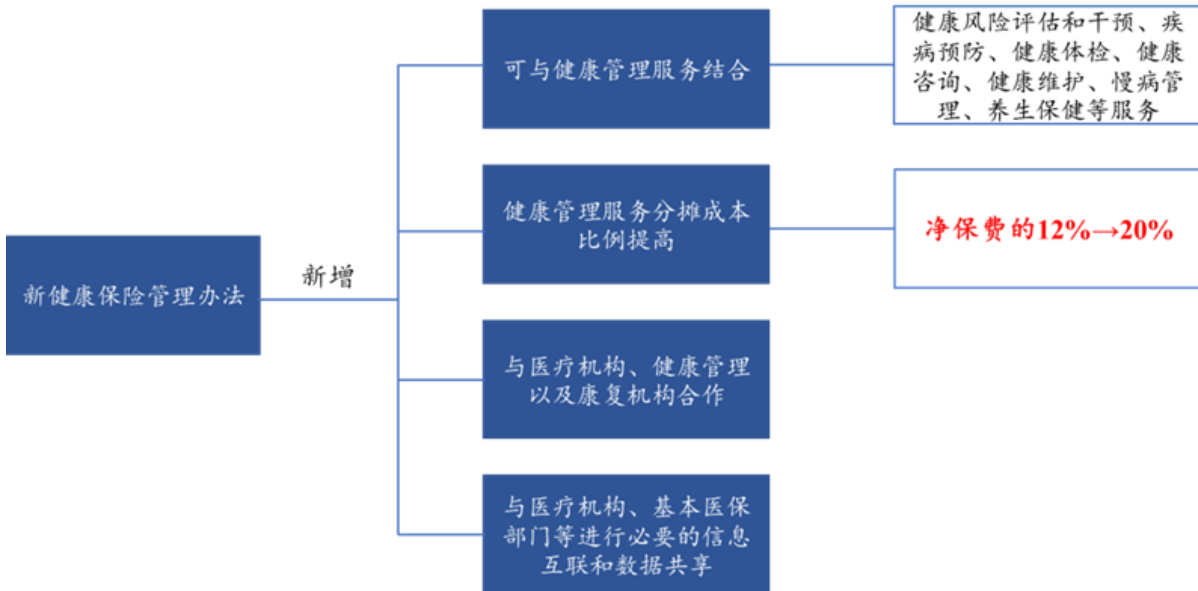 新健康保险管理办法
新增
可与健康管理服务结合
健康风险评估和干预、疾
病预防、健康体检、健康
咨询、健康维护、慢病管
理、养生保健等服务
健康管理服务分摊成本
比例提高
净保费的12%→20%
与医疗机构、健康管理
以及康复机构合作
与医疗机构、基本医保
部门等进行必要的信息
互联和数据共享